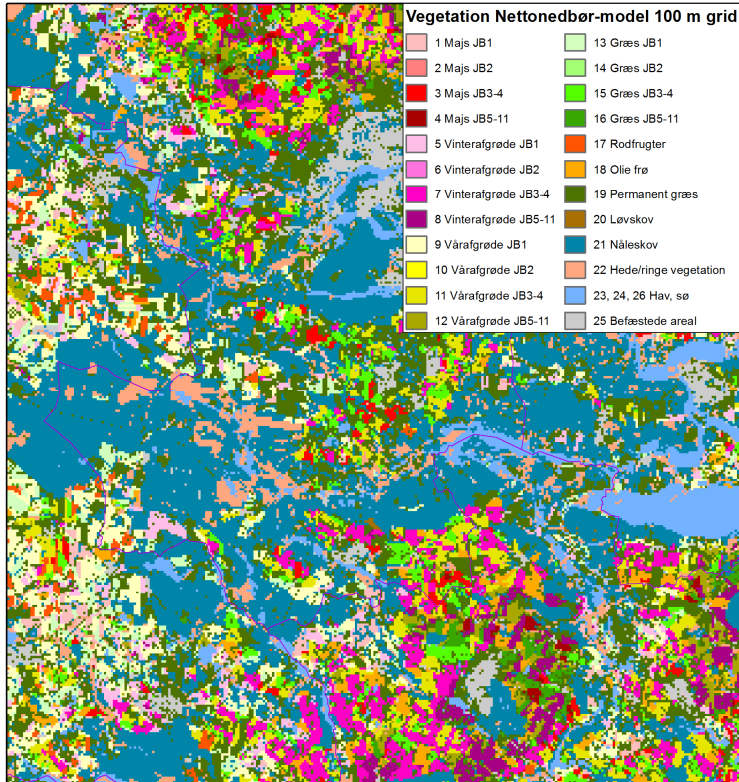 Vegetation Nettonedbør-model 100 m grid
1 Majs JB1
2 Majs JB2
3 Majs JB3-4
4 Majs JB5-11
5 Vinterafgrøde JB1
6 Vinterafgrøde JB2
7 Vinterafgrøde JB3-4
8 Vinterafgrøde JB5-11
9 Vårafgrøde JB1
10 Vårafgrøde JB2
11 Vårafgrøde JB3-4
12 Vårafgrøde JB5-11
13 Græs JB1
14 Græs JB2
15 Græs JB3-4
16 Græs JB5-11
17 Rodfrugter
18 Olie frø
19 Permanent græs
20 Løvskov
21 Nåleskov
22 Hede/ringe vegetation
23, 24, 26 Hav, sø
25 Befæstede areal